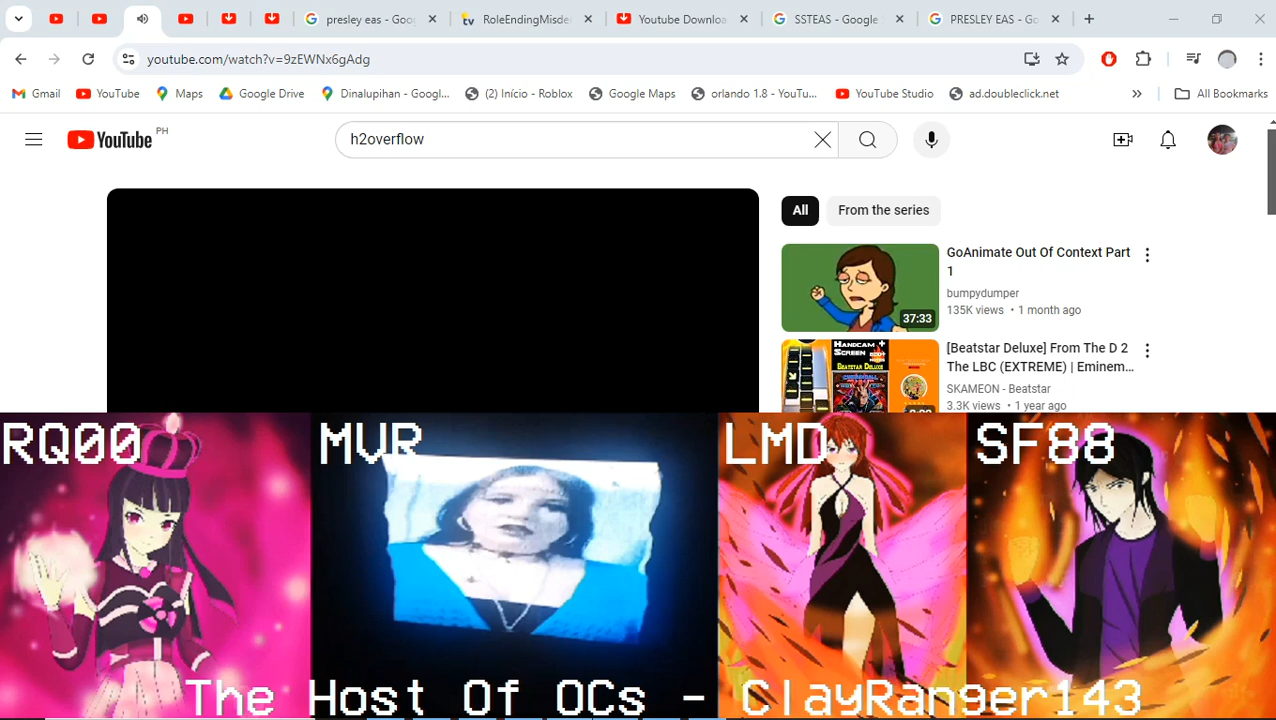 presley eas - Goo
RoleEndingMisde
Youtube Downloa
SSTEAS - Google
PRESLEY EAS - Go
youtube.com/watch?v=9zEWNx6gAdg
Gmail
YouTube
Maps
Google Drive
Dinalupihan - Googl...
(2) Início - Roblox
Google Maps
orlando 1.8 - YouTu...
YouTube Studio
ad.doubleclick.net
All Bookmarks
YouTube PH
h2overflow
All
From the series
GoAnimate Out Of Context Part
1
bumpydumper
135K views • 1 month ago
37:33
HANDCAM +
SCREEN
BEATSTAR DELUXE
[Beatstar Deluxe] From The D 2
The LBC (EXTREME) | Eminem...
SKAMEON - Beatstar
3.3K views • 1 year ago
RQ00
MVR
LMD
SF88
The Host Of OCs - ClayRanger143